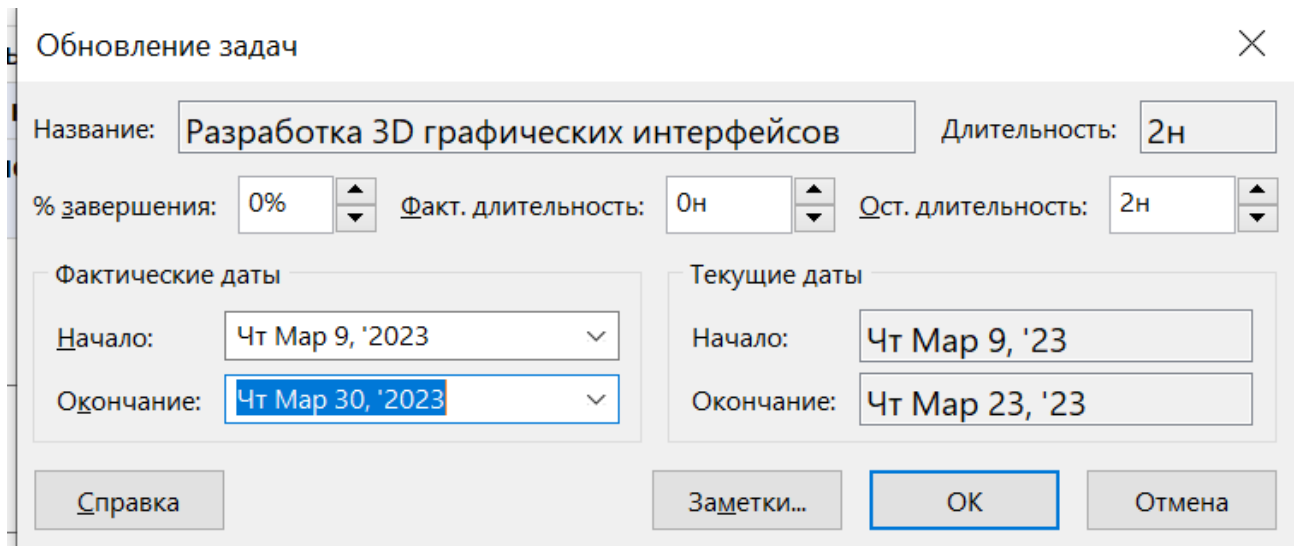 Обновление задач
Название: Разработка 3D графических интерфейсов Длительность: 2н
% завершения: 0% Факт. длительность: 0н Ост. длительность: 2н
Фактические даты Текущие даты
Начало: Чт Мар 9, '2023 Начало: Чт Мар 9, '23
Окончание: Чт Мар 30, '2023 Окончание: Чт Мар 23, '23
Справка Заметки... ОК Отмена